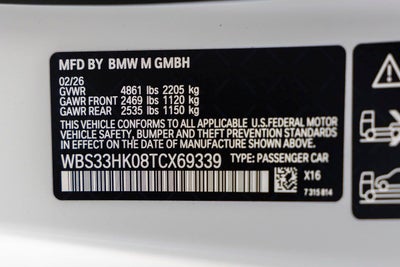 MFD BY BMW M GMBH
02/26
GVWR 4861 lbs 2205 kg
GAWR FRONT 2469 lbs 1120 kg
GAWR REAR 2535 lbs 1150 kg
THIS VEHICLE CONFORMS TO ALL APPLICABLE U.S.FEDERAL MOTOR
VEHICLE SAFETY, BUMPER, AND THEFT PREVENTION STANDARDS IN
EFFECT ON THE DATE OF MANUFACTURE SHOWN ABOVE.
WBS33HK08TCX69339 TYPE: PASSENGER CAR
X16
7 315 814